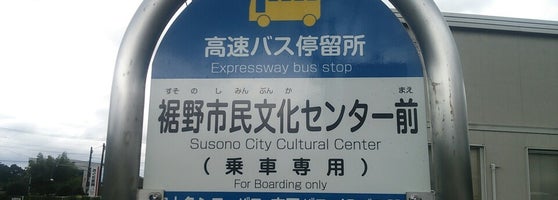 高速バス停留所
Expressway bus stop
すその しみんぶんか まえ
裾野市民文化センター前
Susono City Cultural Center
(乗車専用)
For Boarding only